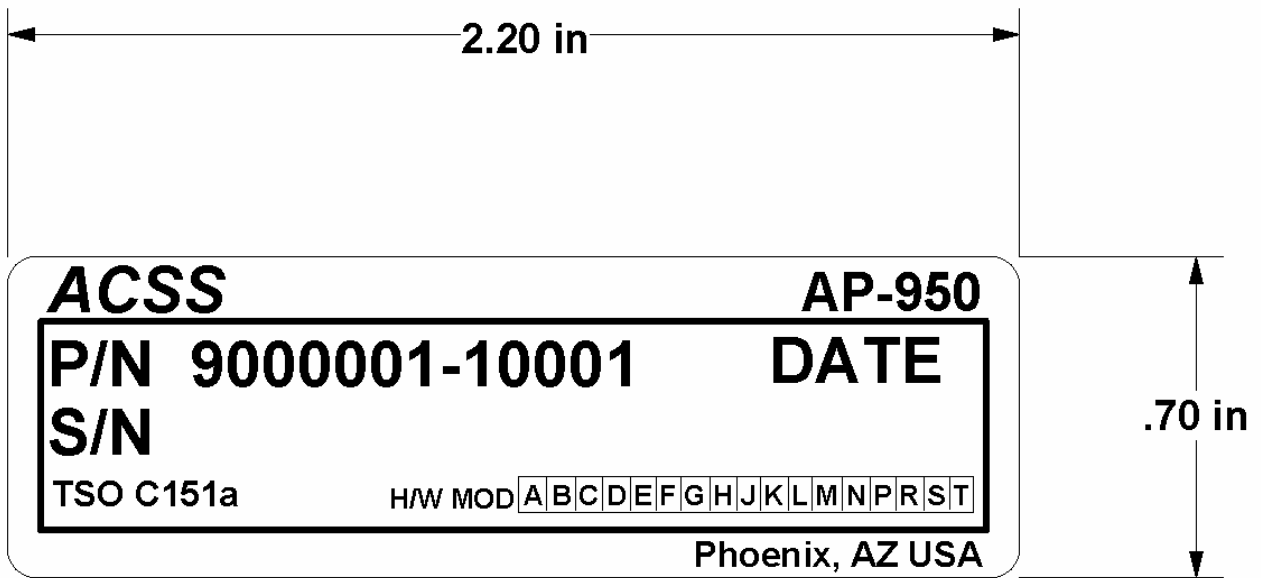 2.20 in
ACSS AP-950
P/N 9000001-10001 DATE
S/N
.70 in
TSO C151a H/W MOD A B C D E F G H J K L M N P R S T
Phoenix, AZ USA